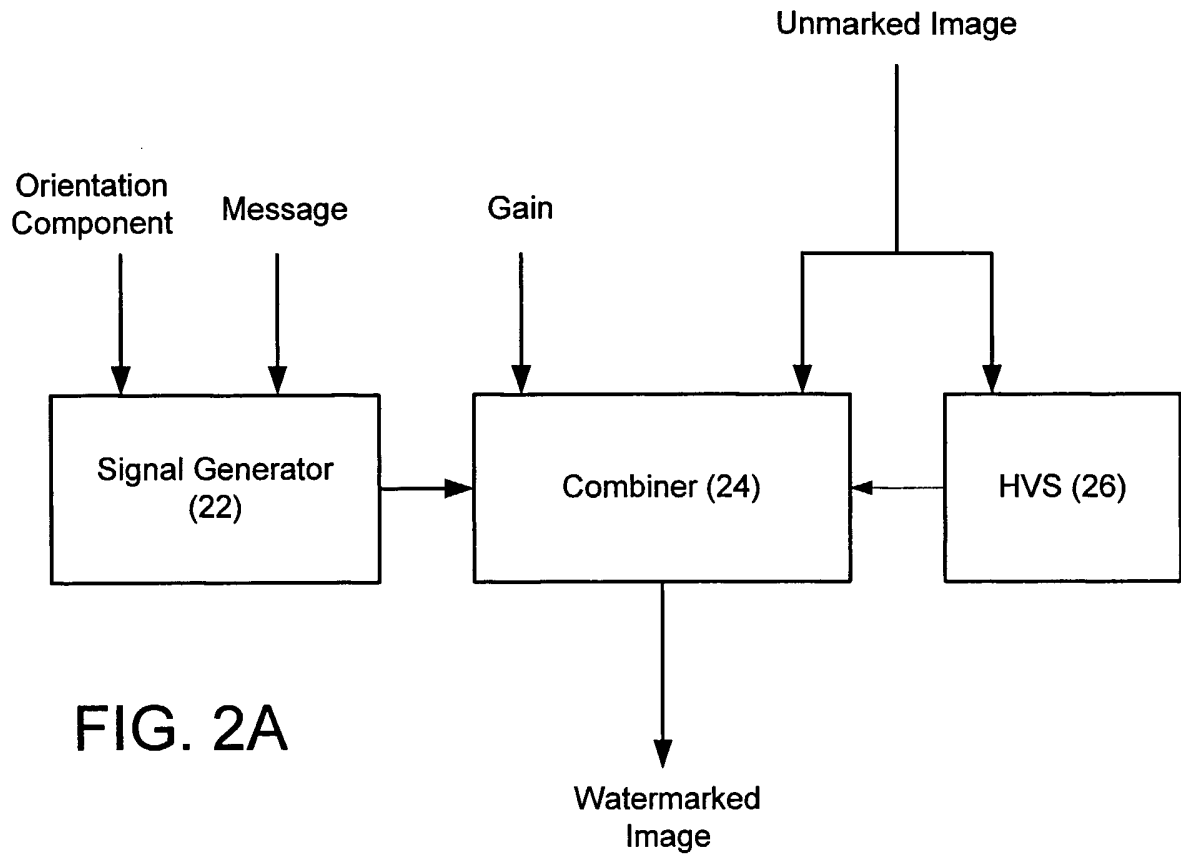 Unmarked Image
Orientation
Component
Message
Gain
Signal Generator
(22)
Combiner (24)
HVS (26)
FIG. 2A
Watermarked
Image